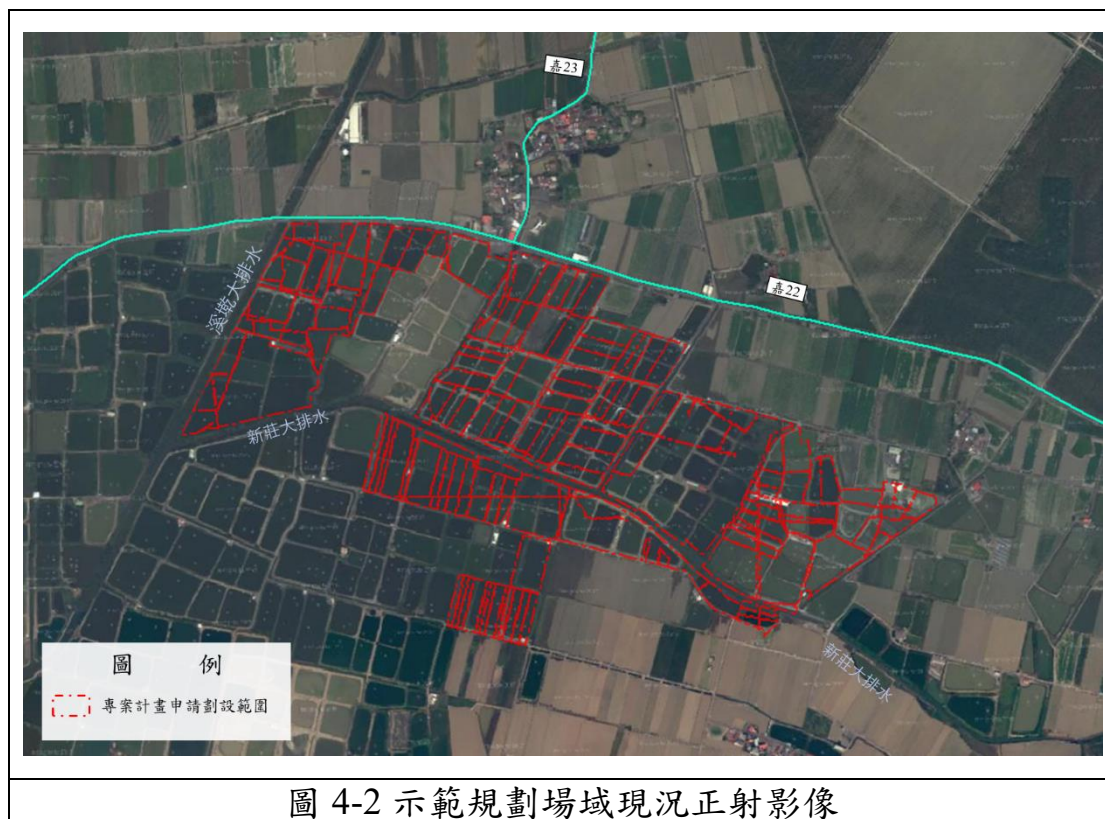 嘉23
嘉22
溪墘大排水
新莊大排水
新莊大排水
圖 例
專案計畫申請劃設範圍
圖 4-2 示範規劃場域現況正射影像